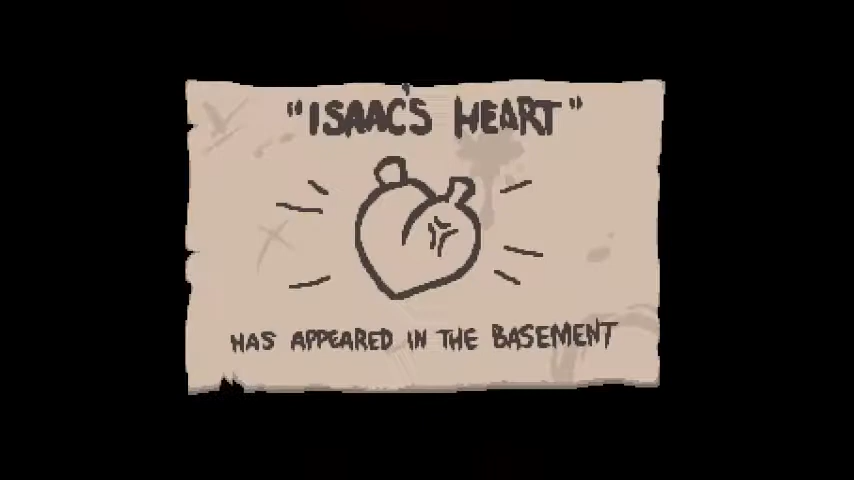 "ISAAC'S HEART"
HAS APPEARED IN THE BASEMENT